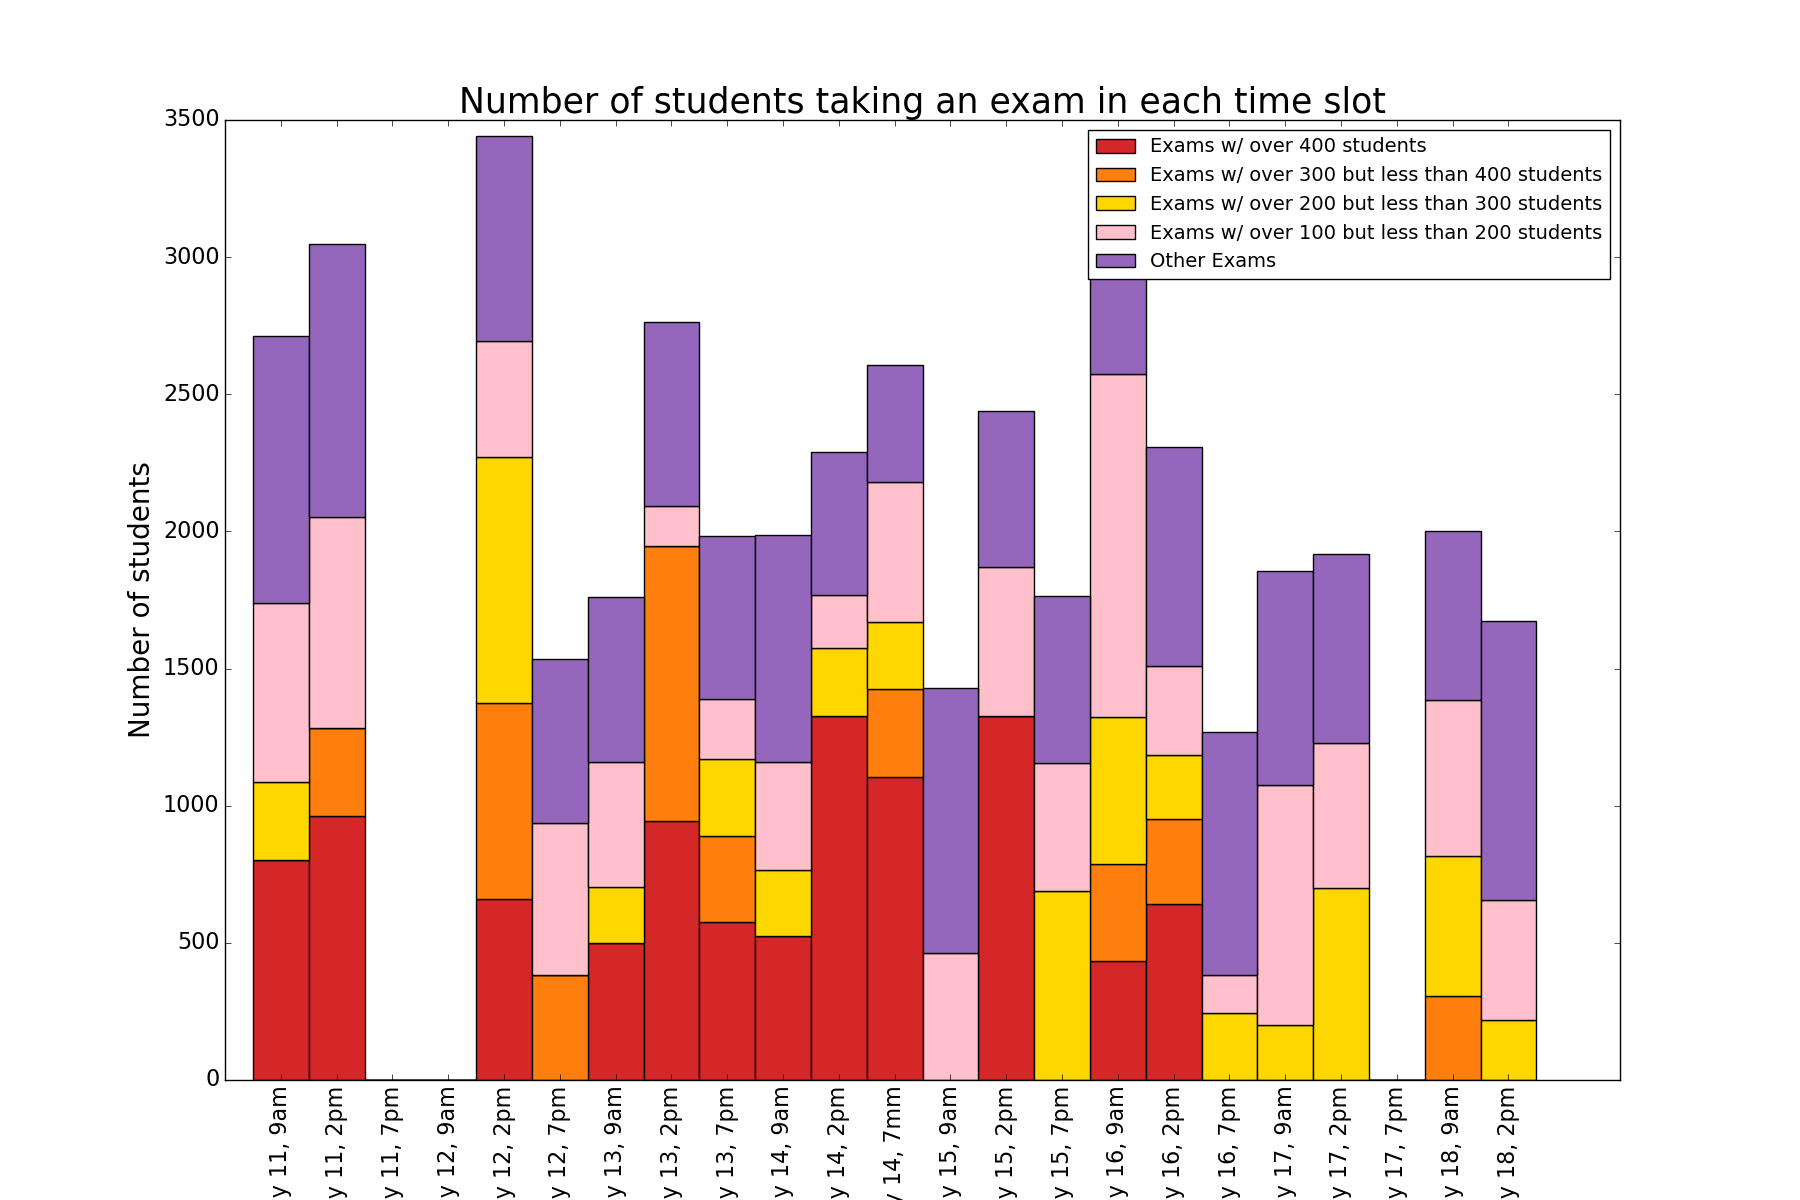 Number of students taking an exam in each time slot
3500
3000
2500
2000
1500
1000
500
0
Number of students
Exams w/ over 400 students
Exams w/ over 300 but less than 400 students
Exams w/ over 200 but less than 300 students
Exams w/ over 100 but less than 200 students
Other Exams
y 11, 9am
y 11, 2pm
y 11, 7pm
y 12, 9am
y 12, 2pm
y 12, 7pm
y 13, 9am
y 13, 2pm
y 13, 7pm
y 14, 9am
y 14, 2pm
y 14, 7mm
y 15, 9am
y 15, 2pm
y 15, 7pm
y 16, 9am
y 16, 2pm
y 16, 7pm
y 17, 9am
y 17, 2pm
y 17, 7pm
y 18, 9am
y 18, 2pm